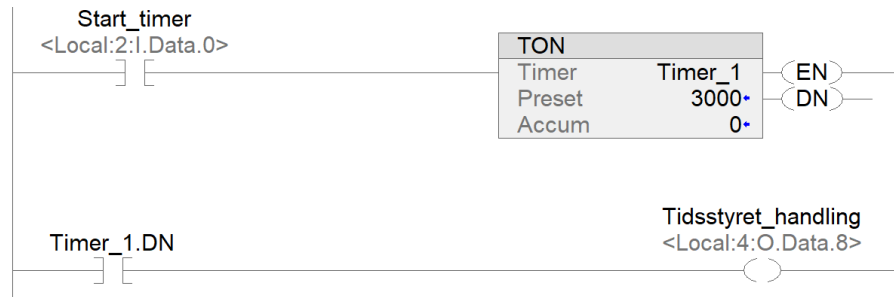 Start_timer
<Local:2:I.Data.0>
TON
Timer Timer_1 EN
Preset 3000 DN
Accum 0
Tidsstyret_handling
Timer_1.DN <Local:4:O.Data.8>